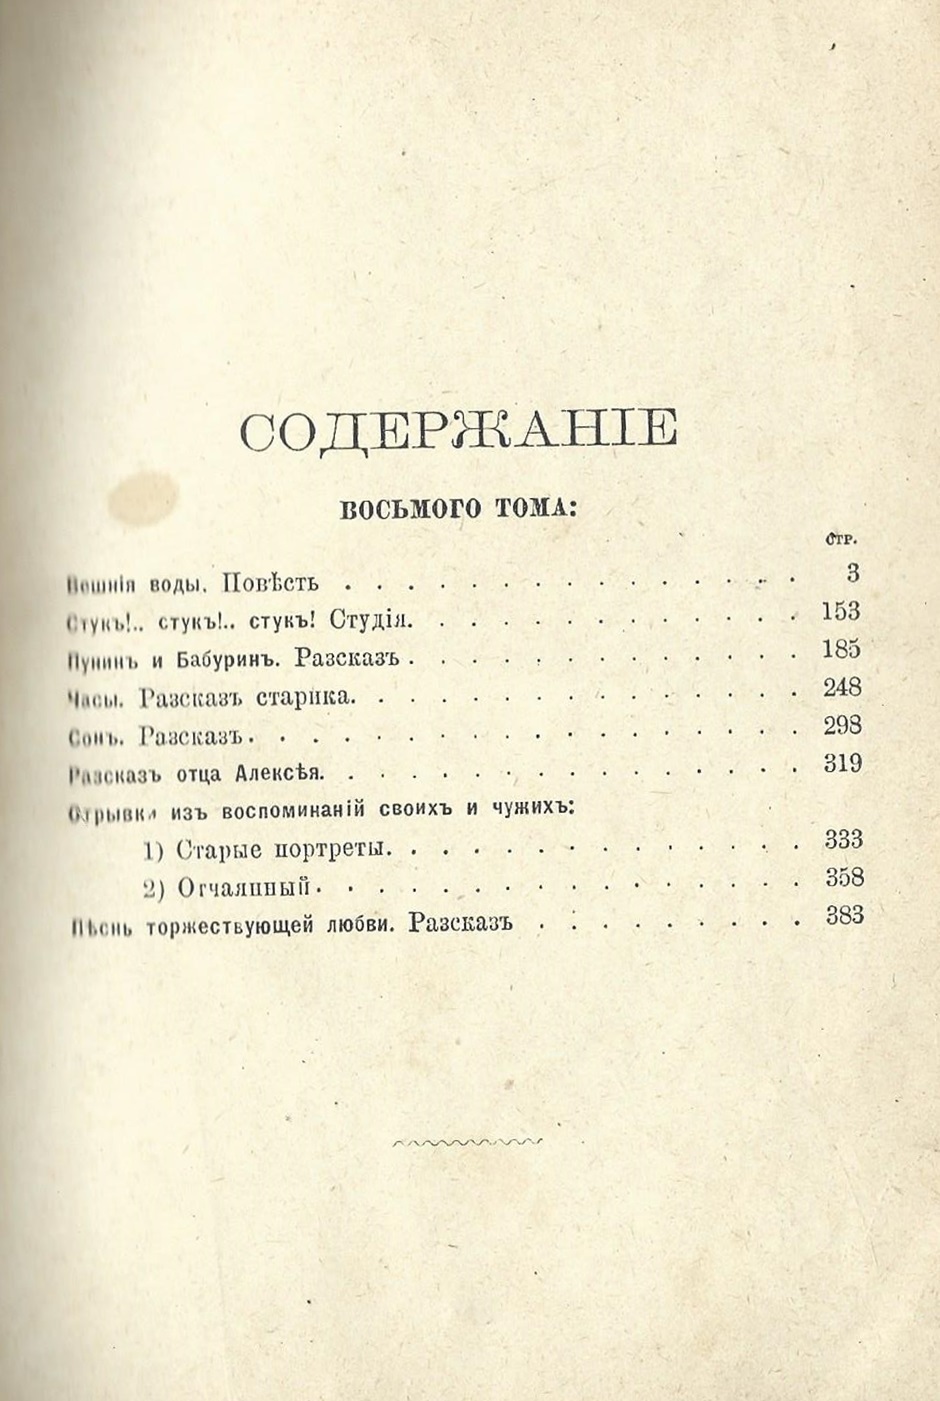 СОДЕРЖАНІЕ
ВОСЬМОГО ТОМА:
СТР.
Вешнія воды. Повѣсть . . . . . . . . . . . . . . 3
Стукъ!.. стукъ!.. стукъ! Студія. . . . . . . . . . . . . 153
Пунинъ и Бабуринъ. Разсказъ . . . . . . . . . . . . . 185
Часы. Разсказъ старика. . . . . . . . . . . . . . . 248
Сонъ. Разсказъ . . . . . . . . . . . . . . . . . . 298
Разсказъ отца Алексѣя. . . . . . . . . . . . . . . . 319
Отрывки изъ воспоминаній своихъ и чужихъ:
1) Старые портреты. . . . . . . . . . . . . . 333
2) Отчаянный . . . . . . . . . . . . . . . . 358
Пѣснь торжествующей любви. Разсказъ . . . . . . . . . 383